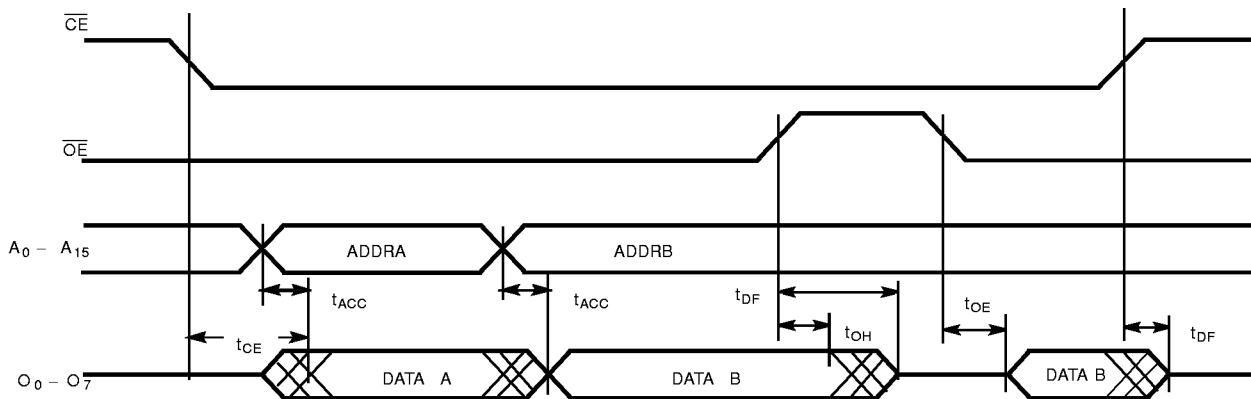 CE
OE
A0 – A15 ADDRA ADDRB
tACC tACC tDF tOE
tCE tOH tDF
O0 – O7 DATA A DATA B DATA B